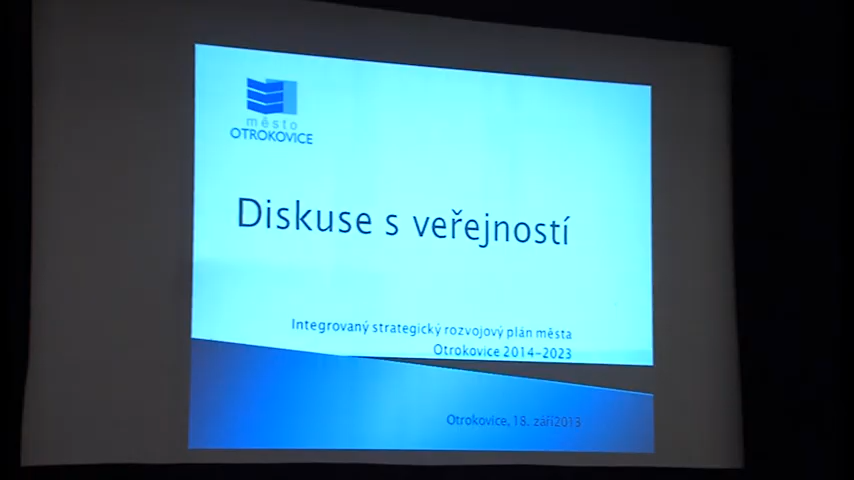 město
OTROKOVICE
Diskuse s veřejností
Integrovaný strategický rozvojový plán města
Otrokovice 2014-2023
Otrokovice, 18. září2013